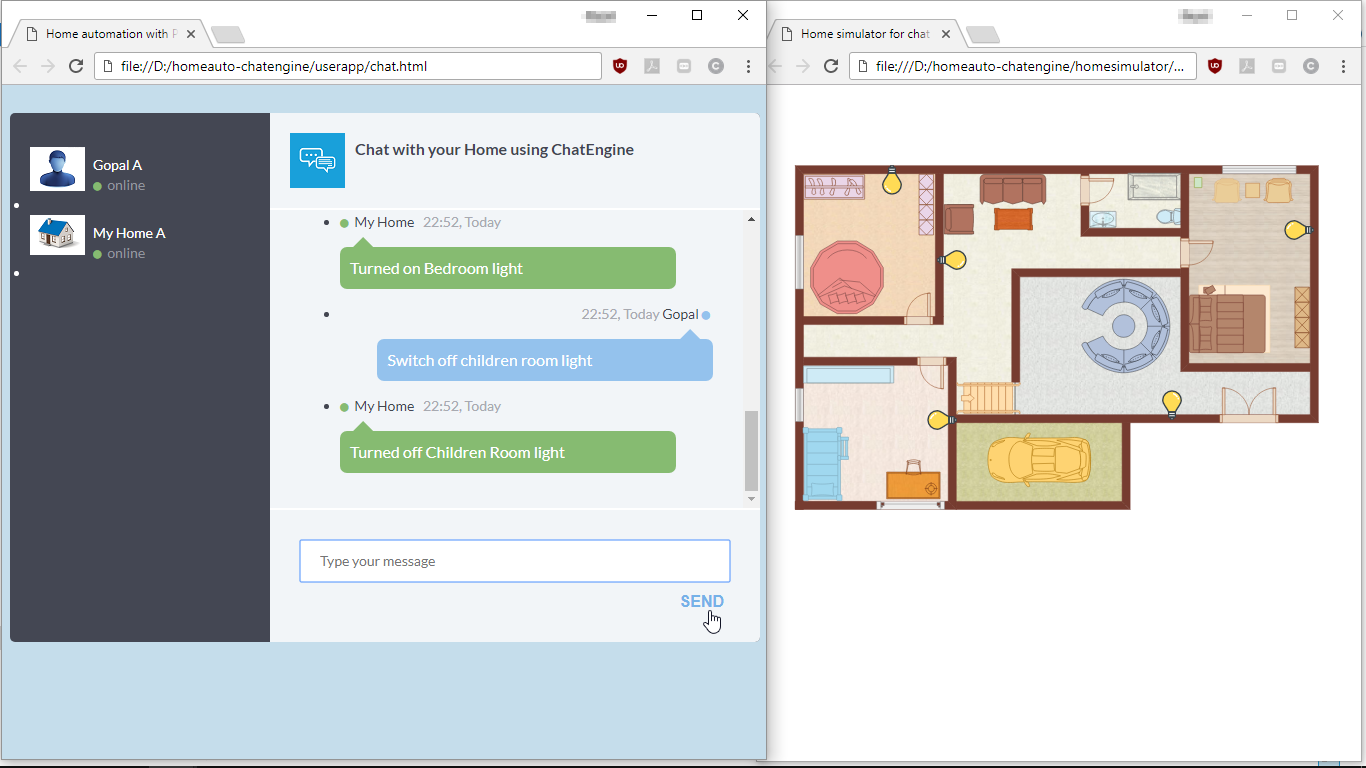 Home automation with
file://D:/homeauto-chatengine/userapp/chat.html
Gopal A
online
My Home A
online
Chat with your Home using ChatEngine
My Home 22:52, Today
Turned on Bedroom light
22:52, Today Gopal
Switch off children room light
My Home 22:52, Today
Turned off Children Room light
Type your message
SEND
Home simulator for chat
file:///D:/homeauto-chatengine/homesimulator/...